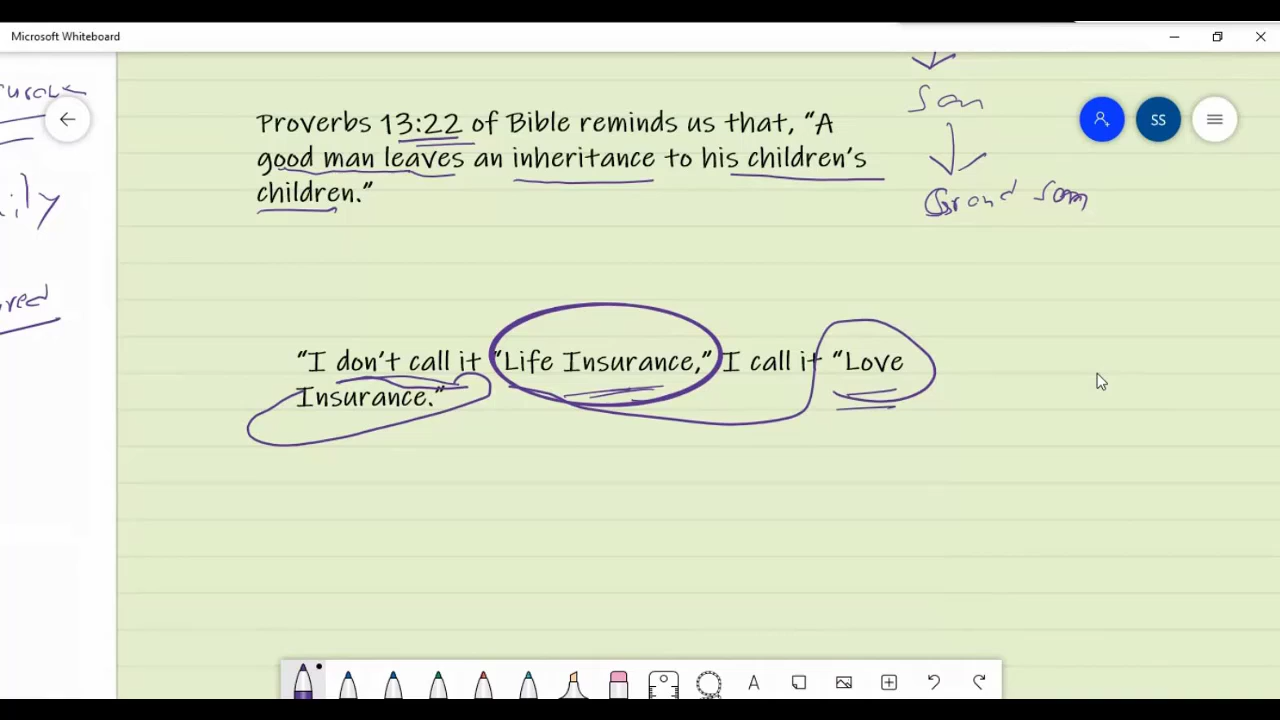 Microsoft Whiteboard
Son
Proverbs 13:22 of Bible reminds us that, “A
good man leaves an inheritance to his children's
children.”
Grand Son
SS
“I don't call it “Life Insurance,” I call it “Love
Insurance.”
A